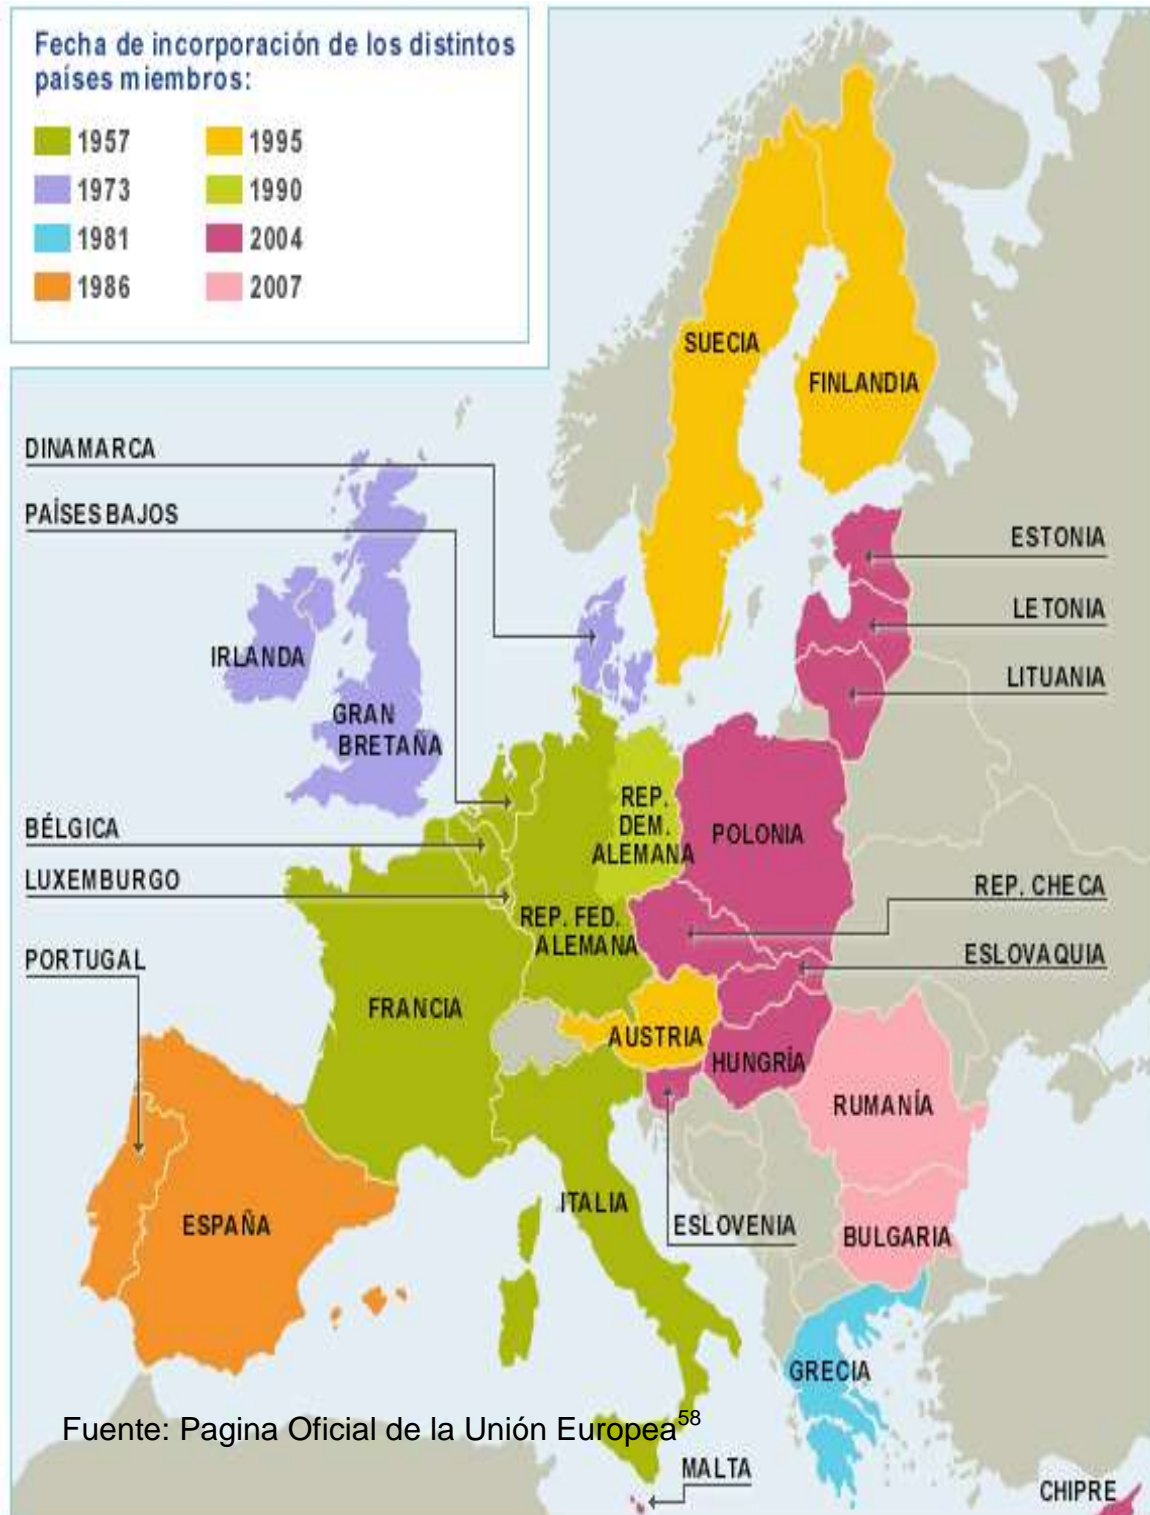 Fecha de incorporación de los distintos
países miembros:
1957
1995
1973
1990
1981
2004
1986
2007
SUECIA
FINLANDIA
DINAMARCA
PAÍSES BAJOS
ESTONIA
LETONIA
IRLANDA
LITUANIA
GRAN
BRETAÑA
REP.
DEM.
ALEMANA
BÉLGICA
POLONIA
LUXEMBURGO
REP. CHECA
REP. FED.
ALEMANA
ESLOVAQUIA
PORTUGAL
FRANCIA
AUSTRIA
HUNGRÍA
RUMANÍA
ITALIA
ESPAÑA
ESLOVENIA
BULGARIA
GRECIA
Fuente: Pagina Oficial de la Unión Europea58
MALTA
CHIPRE